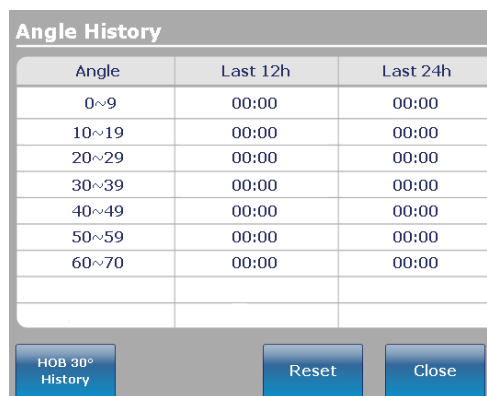 Angle History
Angle Last 12h Last 24h
0~9 00:00 00:00
10~19 00:00 00:00
20~29 00:00 00:00
30~39 00:00 00:00
40~49 00:00 00:00
50~59 00:00 00:00
60~70 00:00 00:00
HOB 30°
History
Reset
Close